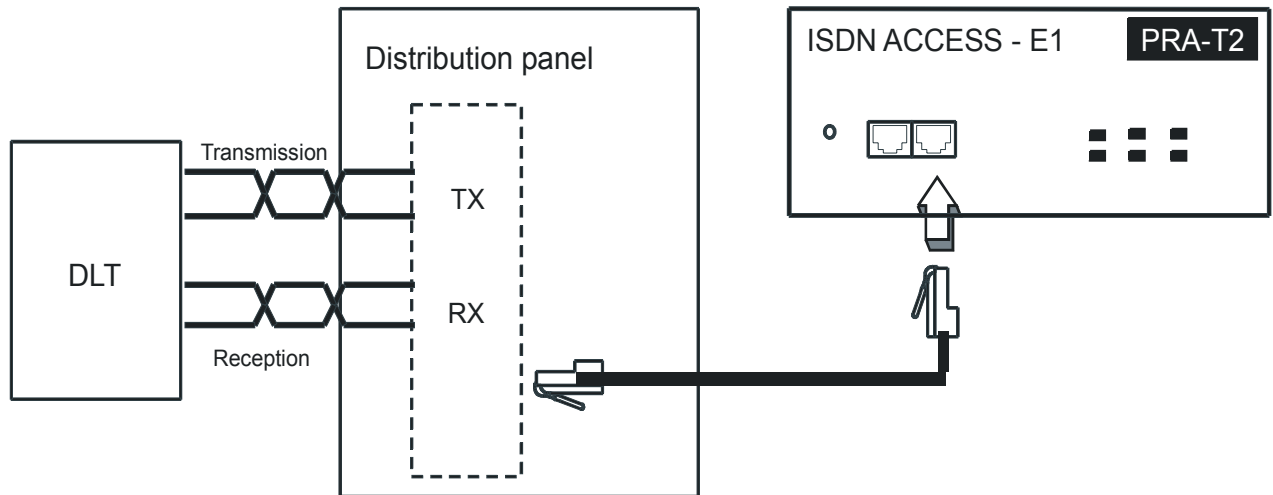 ISDN ACCESS - E1
PRA-T2
Distribution panel
Transmission
TX
DLT
RX
Reception